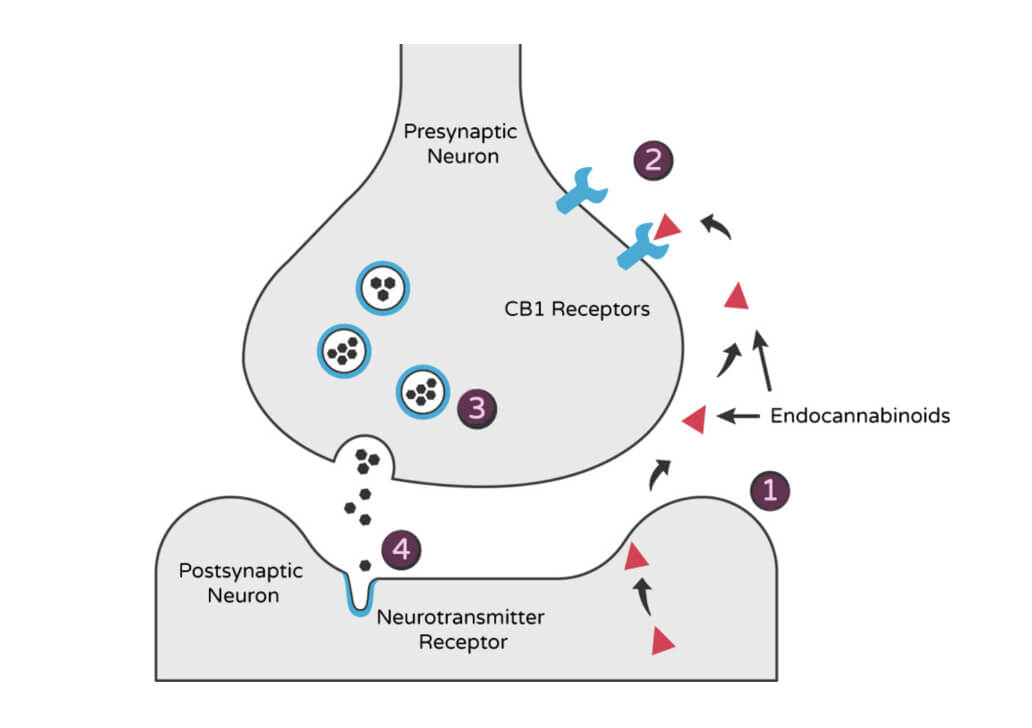 Presynaptic
Neuron
2
CB1 Receptors
3
Endocannabinoids
1
4
Postsynaptic
Neuron
Neurotransmitter
Receptor